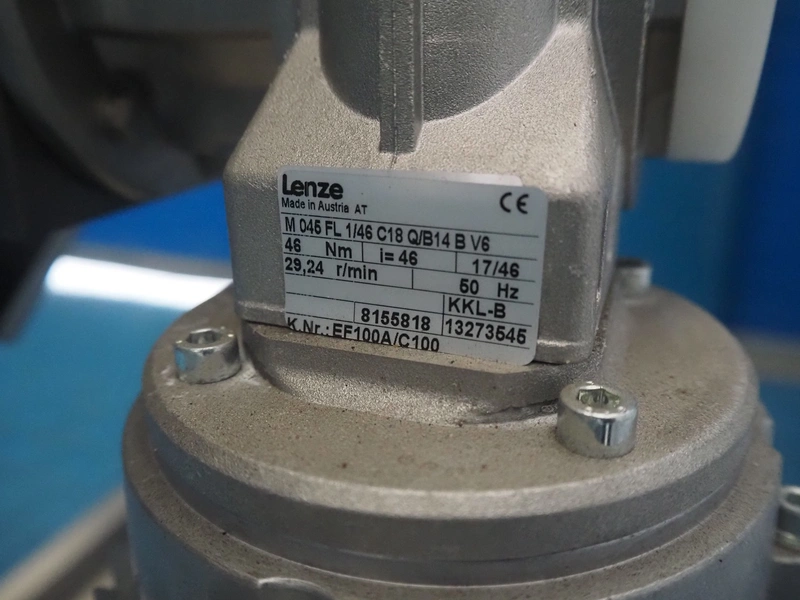 Lenze
CE
Made in Austria AT
M 045 FL 1/46 C18 Q/B14 B V6
46 Nm i= 46 17/46
29,24 r/min 50 Hz
KKL-B
8155818 13273545
K.Nr.: EF100A/C100